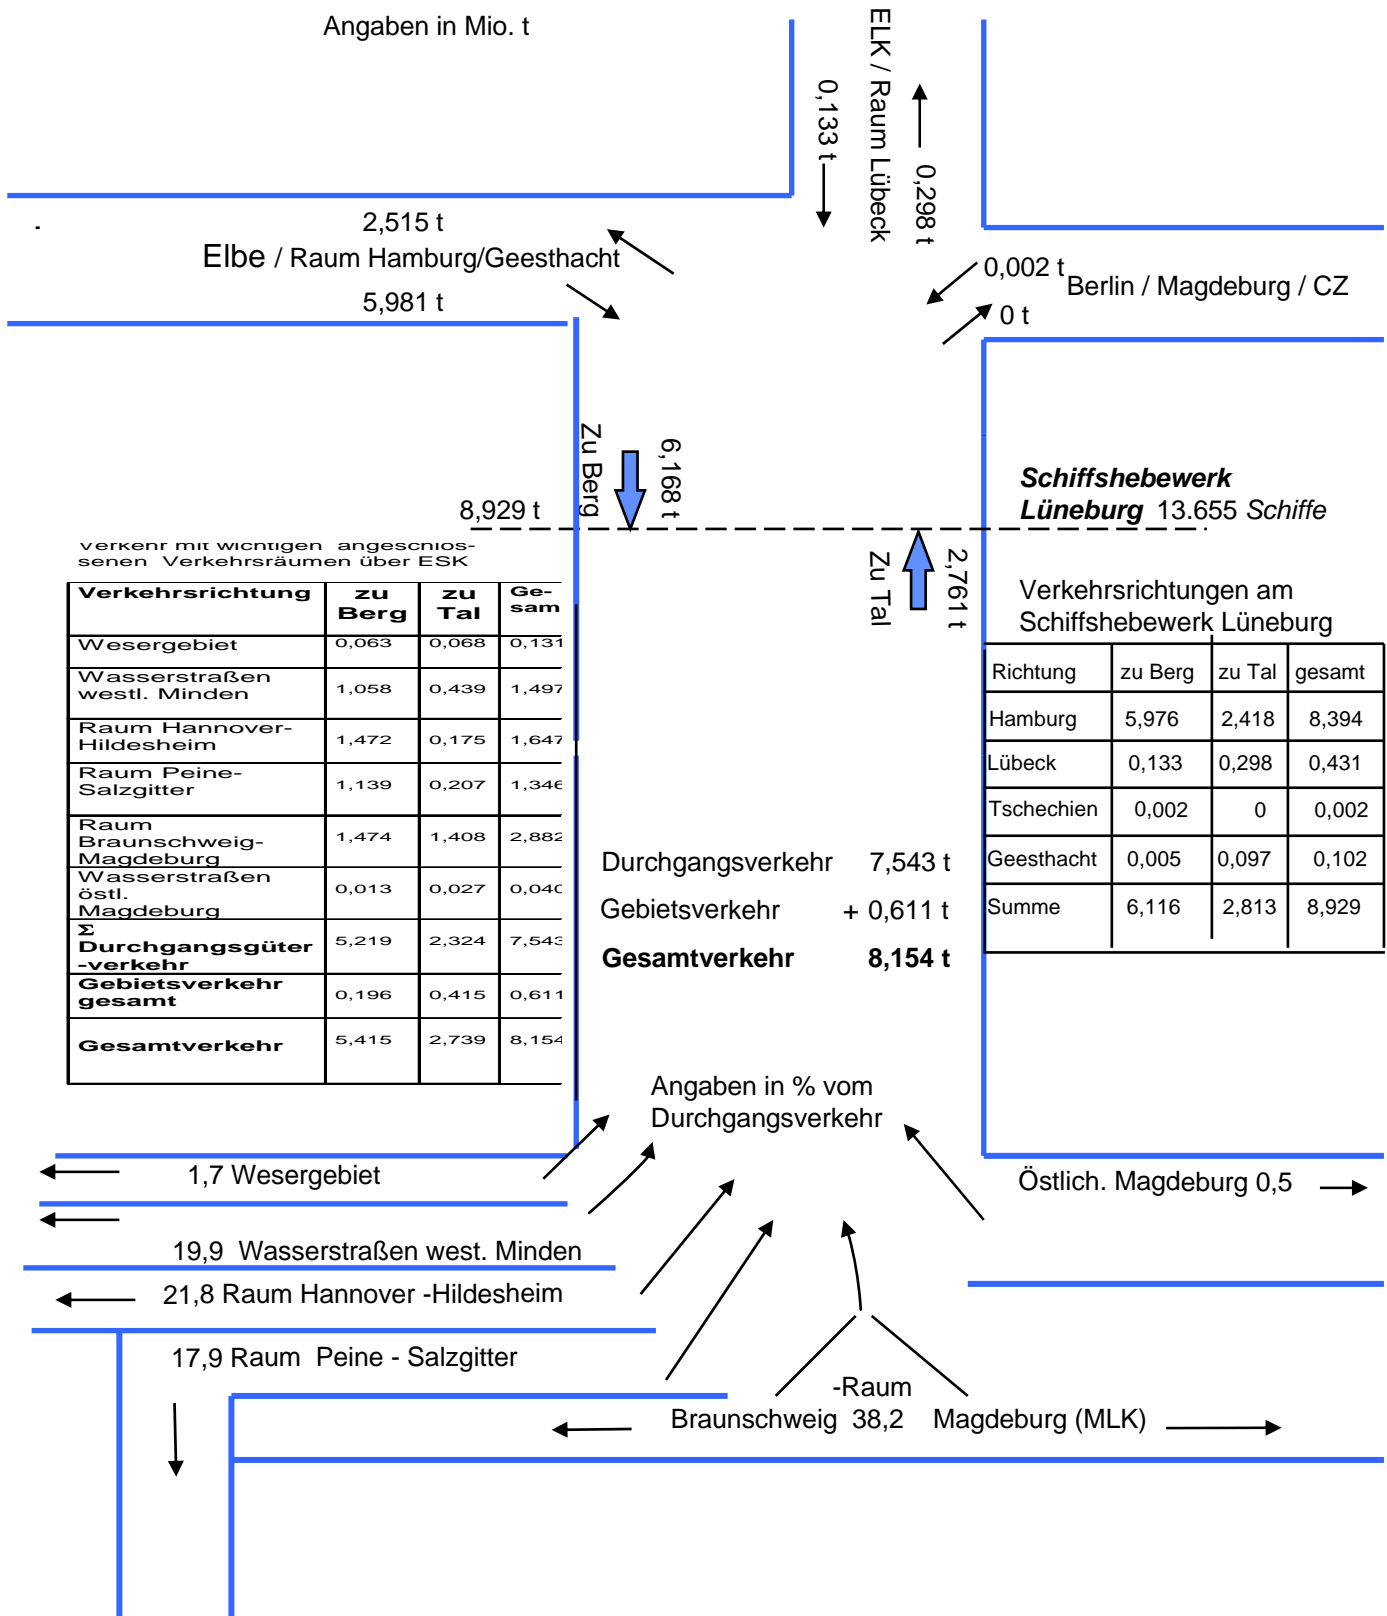 Angaben in Mio. t
ELK / Raum Lübeck
0,133 t
0,298 t
2,515 t
Elbe / Raum Hamburg/Geesthacht
5,981 t
0,002 t
Berlin / Magdeburg / CZ
0 t
Zu Berg
6,168 t
8,929 t
Schiffshebewerk
Lüneburg 13.655 Schiffe
Zu Tal
2,761 t
Verkehr mit wichtigen angeschlos-
senen Verkehrsräumen über ESK
Verkehrsrichtung zu Berg zu Tal Ge-sam
Wesergebiet 0,063 0,068 0,131
Wasserstraßen westl. Minden 1,058 0,439 1,497
Raum Hannover-Hildesheim 1,472 0,175 1,647
Raum Peine-Salzgitter 1,139 0,207 1,346
Raum Braunschweig-Magdeburg 1,474 1,408 2,882
Wasserstraßen östl. Magdeburg 0,013 0,027 0,040
Σ Durchgangsgüter-verkehr 5,219 2,324 7,543
Gebietsverkehr gesamt 0,196 0,415 0,611
Gesamtverkehr 5,415 2,739 8,154
Verkehrsrichtungen am
Schiffshebewerk Lüneburg
Richtung zu Berg zu Tal gesamt
Hamburg 5,976 2,418 8,394
Lübeck 0,133 0,298 0,431
Tschechien 0,002 0 0,002
Geesthacht 0,005 0,097 0,102
Summe 6,116 2,813 8,929
Durchgangsverkehr 7,543 t
Gebietsverkehr + 0,611 t
Gesamtverkehr 8,154 t
Angaben in % vom
Durchgangsverkehr
1,7 Wesergebiet
Östlich. Magdeburg 0,5
19,9 Wasserstraßen west. Minden
21,8 Raum Hannover -Hildesheim
17,9 Raum Peine - Salzgitter
-Raum
Braunschweig 38,2 Magdeburg (MLK)